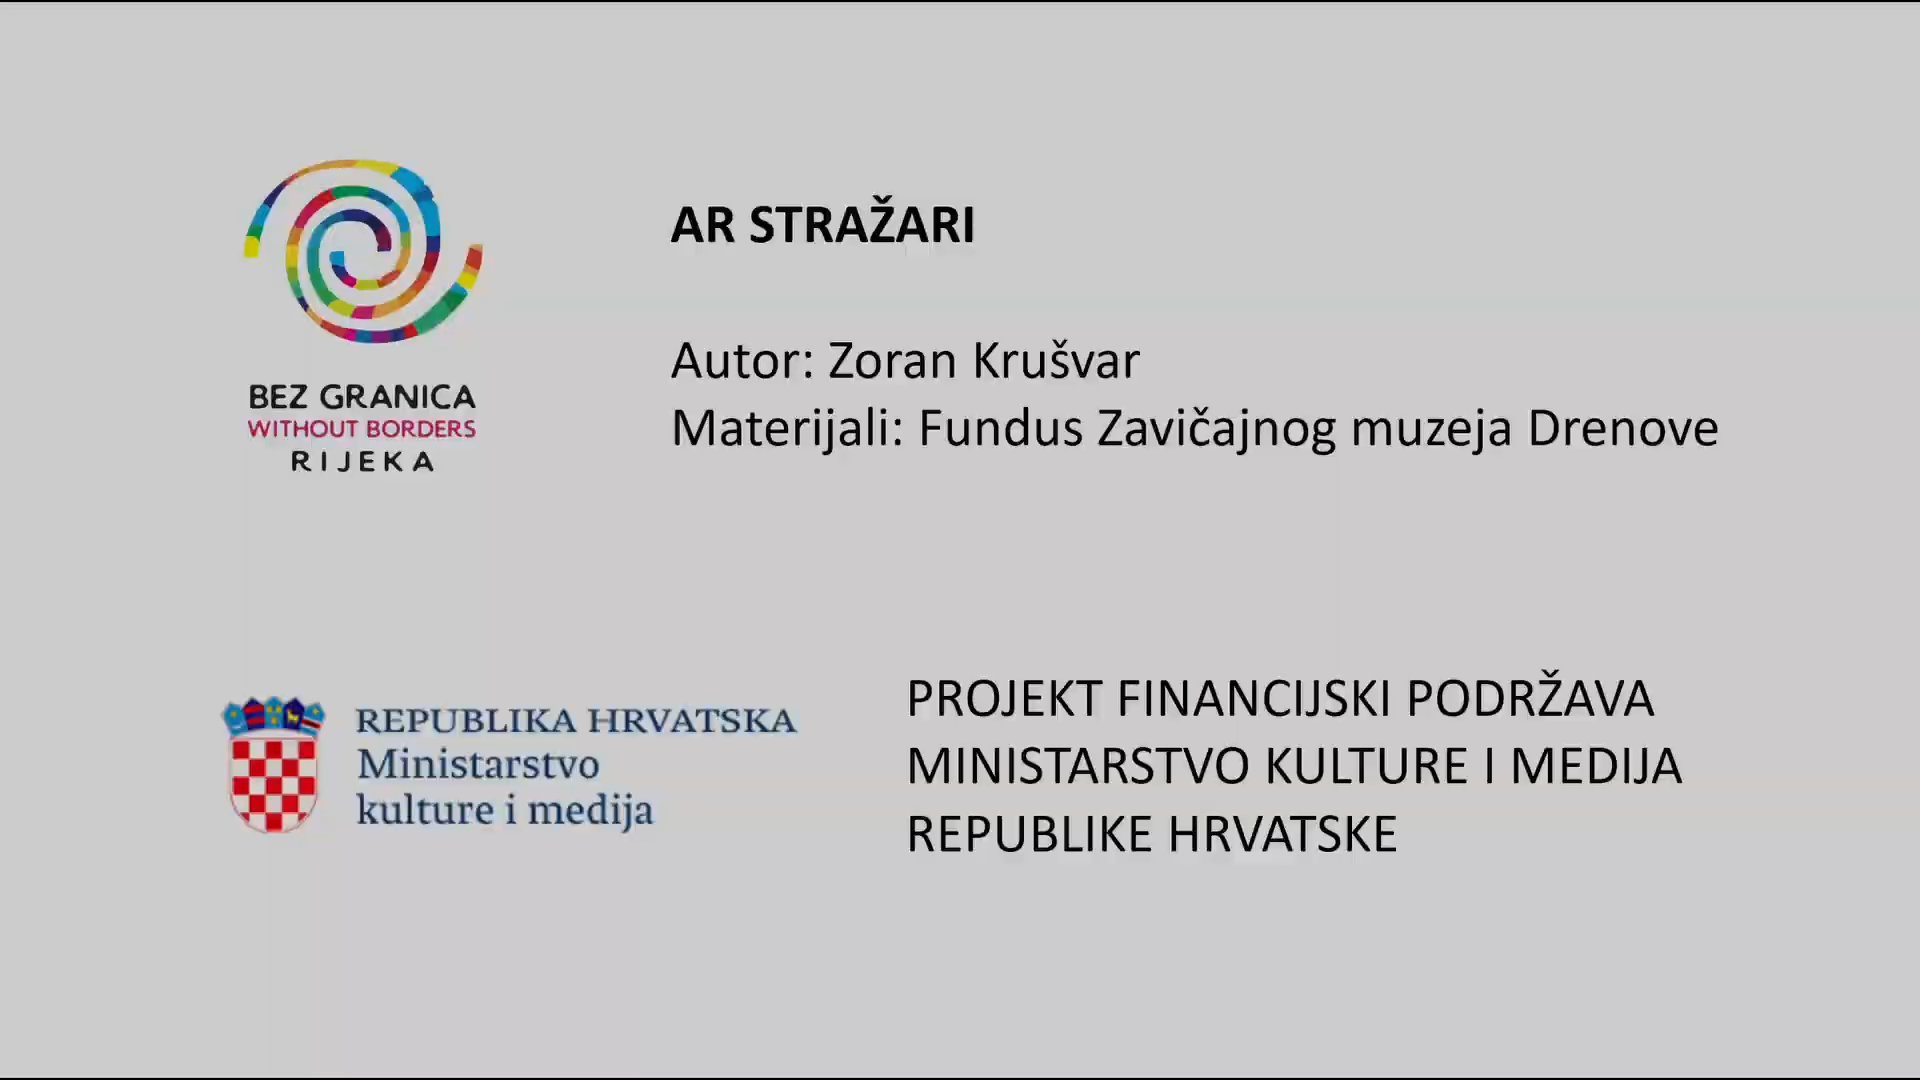 BEZ GRANICA
WITHOUT BORDERS
RIJEKA
AR STRAŽARI
Autor: Zoran Krušvar
Materijali: Fundus Zavičajnog muzeja Drenove
REPUBLIKA HRVATSKA
Ministarstvo
kulture i medija
PROJEKT FINANCIJSKI PODRŽAVA
MINISTARSTVO KULTURE I MEDIJA
REPUBLIKE HRVATSKE